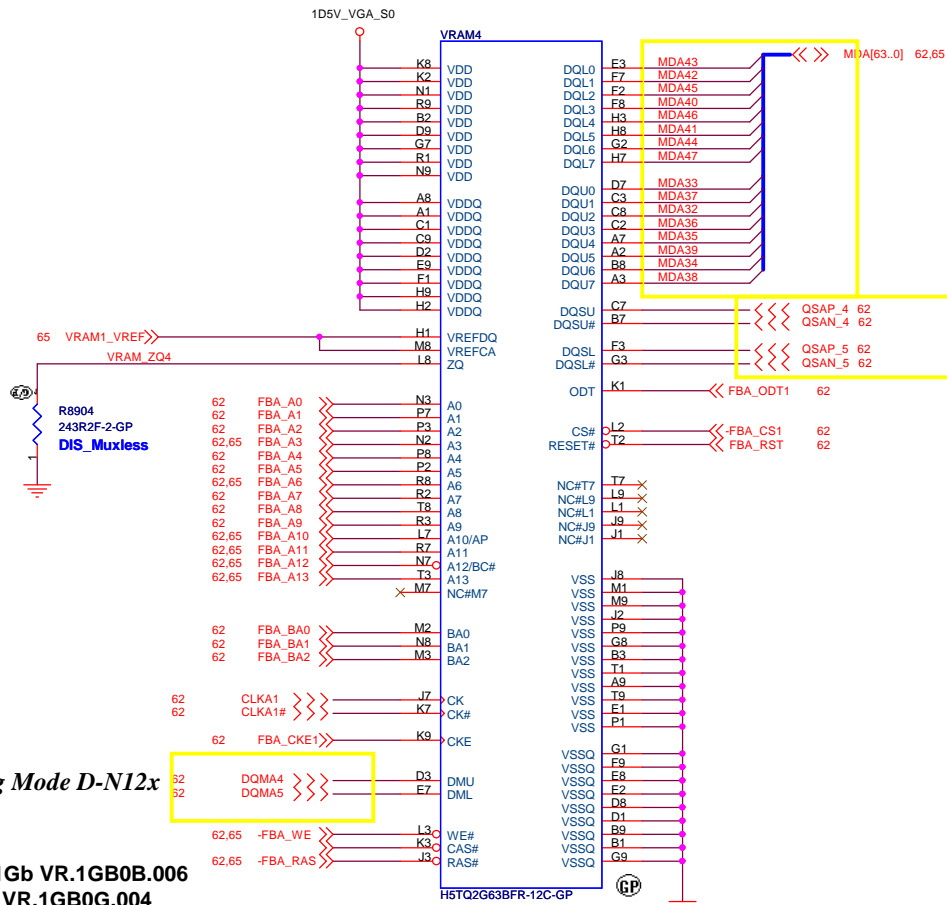 1D5V_VGA_S0
VRAM4
K8 VDD DQL0 E3 MDA43 MDA[63..0] 62,65
K2 VDD DQL1 F7 MDA42
N1 VDD DQL2 F2 MDA45
R9 VDD DQL3 F8 MDA40
B2 VDD DQL4 H3 MDA46
D9 VDD DQL5 H8 MDA41
G7 VDD DQL6 G2 MDA44
R1 VDD DQL7 H7 MDA47
N9 VDD
DQU0 D7 MDA33
A8 VDDQ DQU1 C3 MDA37
A1 VDDQ DQU2 C8 MDA32
C1 VDDQ DQU3 C2 MDA36
C9 VDDQ DQU4 A7 MDA35
D2 VDDQ DQU5 A2 MDA39
E9 VDDQ DQU6 B8 MDA34
F1 VDDQ DQU7 A3 MDA38
H9 VDDQ
H2 VDDQ DQSU C7 QSAP_4 62
DQSU# B7 QSAN_4 62
65 VRAM1_VREF H1 VREFDQ
M8 VREFCA DQSL F3 QSAP_5 62
VRAM_ZQ4 L8 ZQ DQSL# G3 QSAN_5 62
ODT K1 FBA_ODT1 62
R8904
243R2F-2-GP
DIS_Muxless
1
62 FBA_A0 N3 A0
62 FBA_A1 P7 A1
62 FBA_A2 P3 A2 CS# L2 -FBA_CS1 62
62,65 FBA_A3 N2 A3 RESET# T2 FBA_RST 62
62 FBA_A4 P8 A4
62 FBA_A5 P2 A5
62,65 FBA_A6 R8 A6 NC#T7 T7
62 FBA_A7 R2 A7 NC#L9 L9
62 FBA_A8 T8 A8 NC#L1 L1
62 FBA_A9 R3 A9 NC#J9 J9
62,65 FBA_A10 L7 A10/AP NC#J1 J1
62,65 FBA_A11 R7 A11
62,65 FBA_A12 N7 A12/BC#
62,65 FBA_A13 T3 A13 VSS J8
M7 NC#M7 VSS M1
VSS M9
VSS J2
62 FBA_BA0 M2 BA0 VSS P9
62 FBA_BA1 N8 BA1 VSS G8
62 FBA_BA2 M3 BA2 VSS B3
VSS T1
VSS A9
62 CLKA1 J7 CK VSS T9
62 CLKA1# K7 CK# VSS E1
VSS P1
62 FBA_CKE1 K9 CKE
VSSQ G1
VSSQ F9
g Mode D-N12x 62 DQMA4 D3 DMU VSSQ E8
62 DQMA5 E7 DML VSSQ E2
VSSQ D8
VSSQ D1
62,65 -FBA_WE L3 WE# VSSQ B9
K3 CAS# VSSQ B1
62,65 -FBA_RAS J3 RAS# VSSQ G9
1Gb VR.1GB0B.006
VR.1GB0G.004
H5TQ2G63BFR-12C-GP
GP